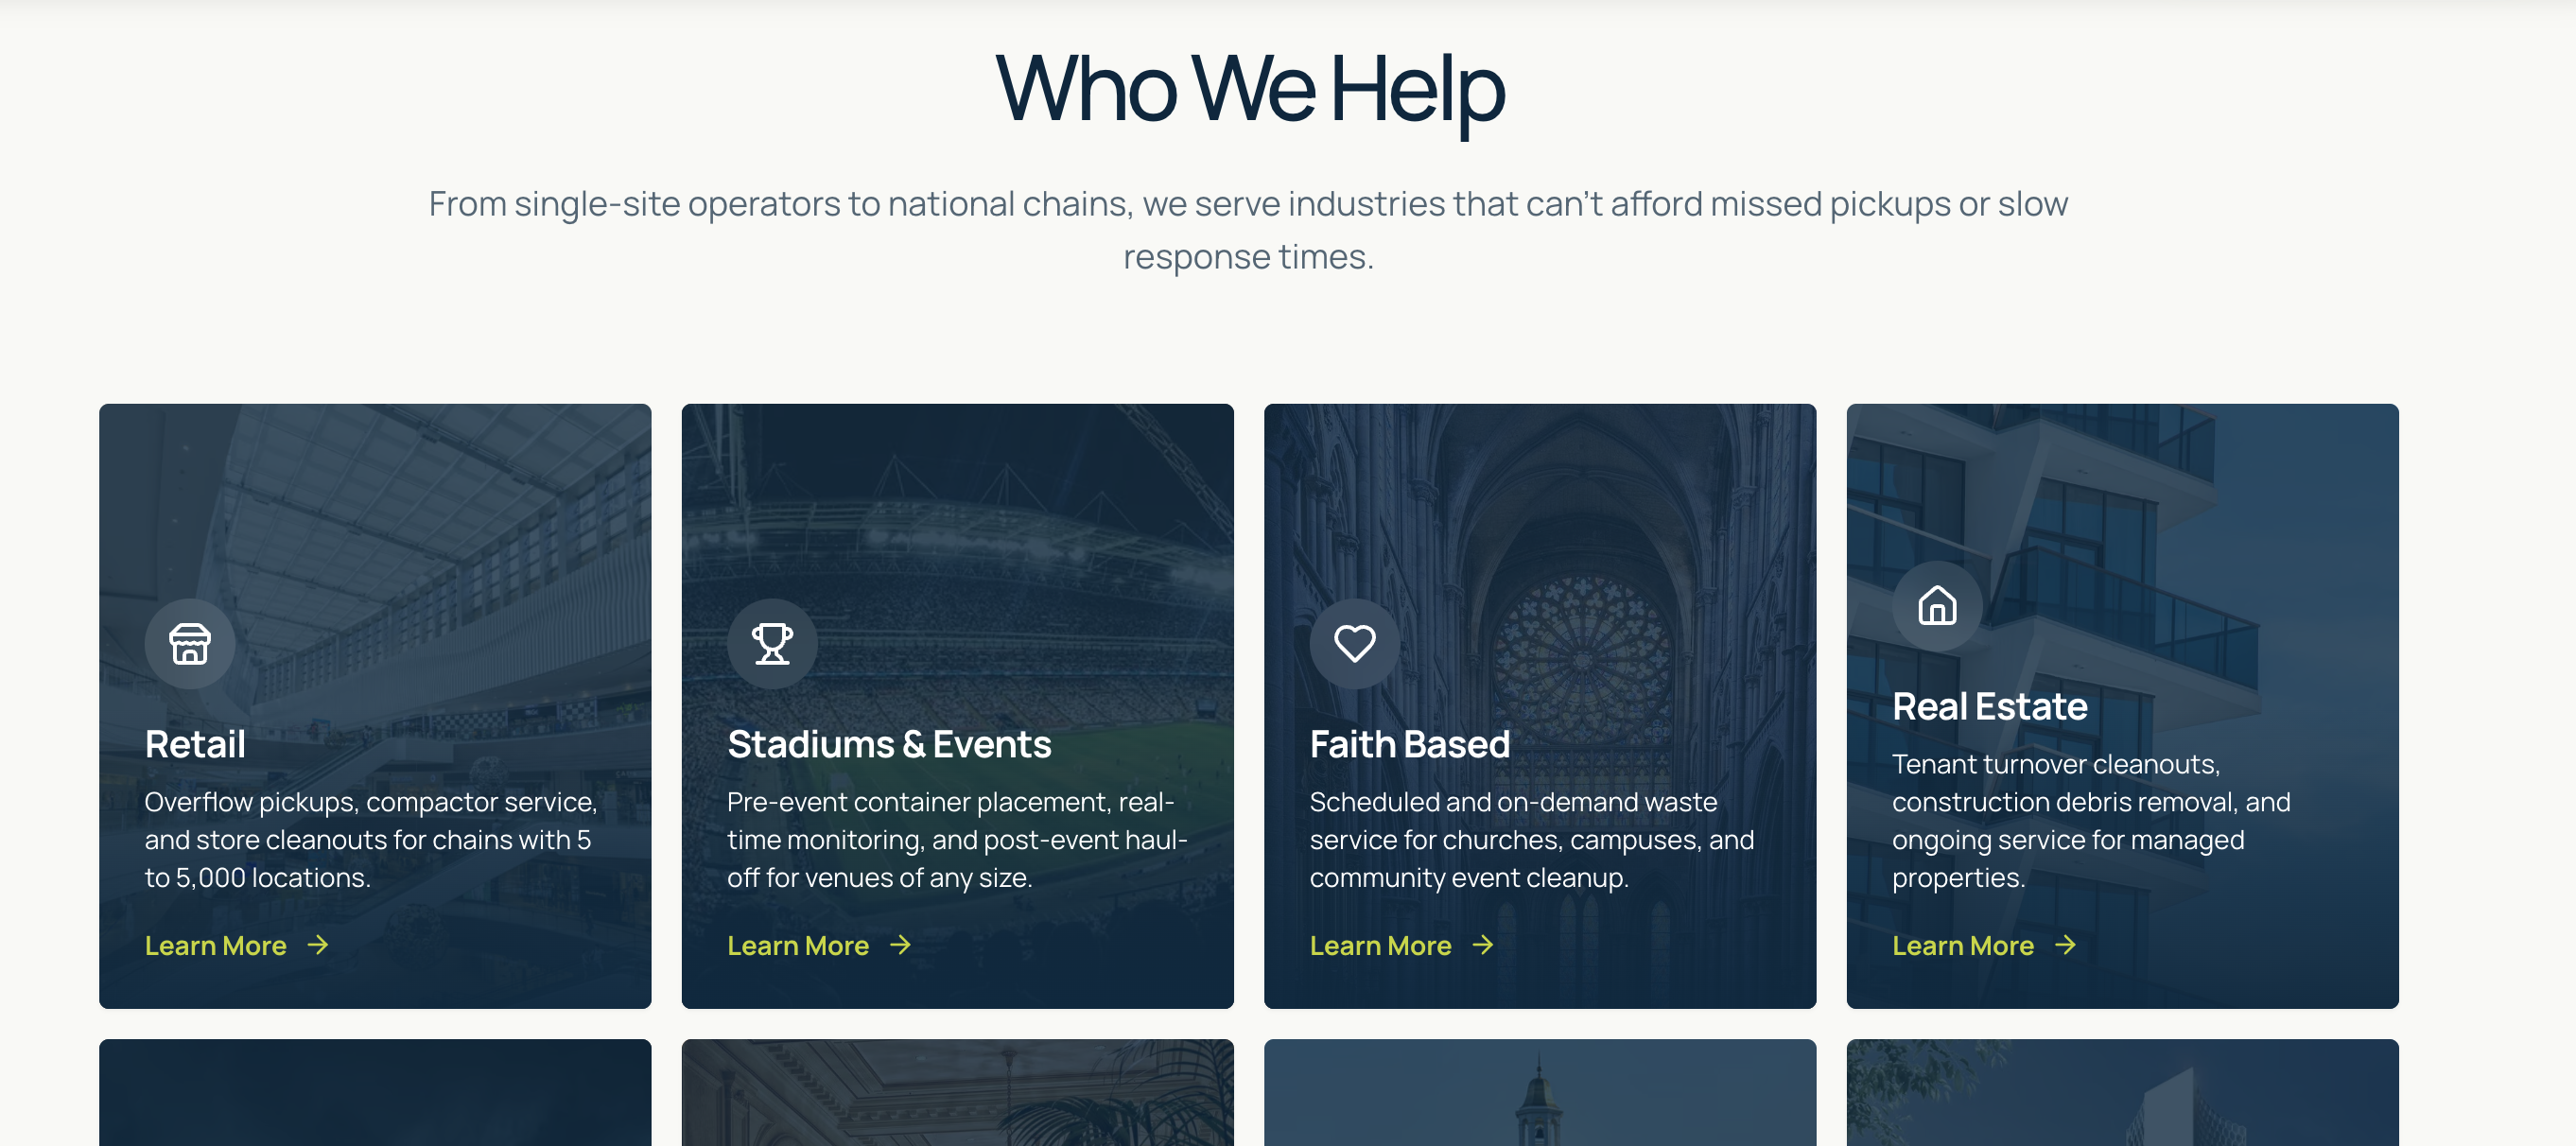 Who We Help
From single-site operators to national chains, we serve industries that can’t afford missed pickups or slow
response times.
Retail
Overflow pickups, compactor service,
and store cleanouts for chains with 5
to 5,000 locations.
Learn More
Stadiums & Events
Pre-event container placement, real-
time monitoring, and post-event haul-
off for venues of any size.
Learn More
Faith Based
Scheduled and on-demand waste
service for churches, campuses, and
community event cleanup.
Learn More
Real Estate
Tenant turnover cleanouts,
construction debris removal, and
ongoing service for managed
properties.
Learn More